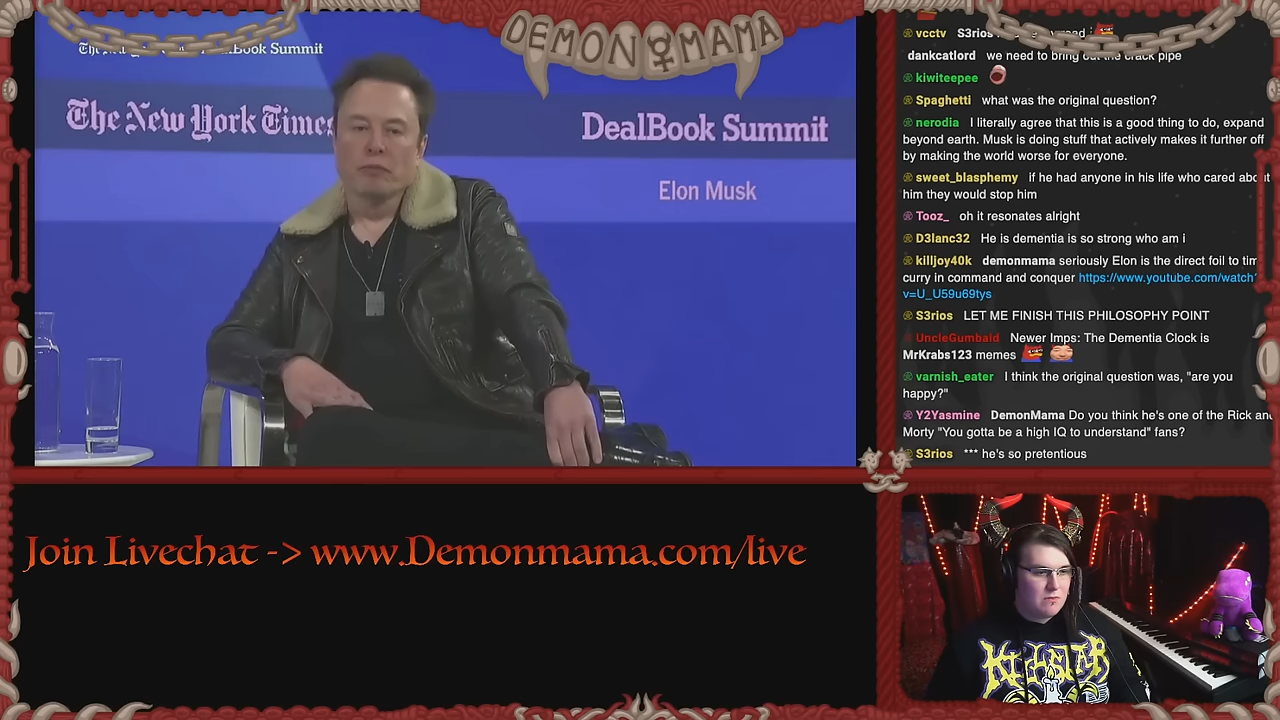 DEMON MAMA
DealBook Summit
The New York Times
DealBook Summit
Elon Musk
vcctv S3rios
dankcatlord we need to bring out the crack pipe
kiwiteepee
Spaghetti what was the original question?
nerodia I literally agree that this is a good thing to do, expand
beyond earth. Musk is doing stuff that actively makes it further off
by making the world worse for everyone.
sweet_blasphemy if he had anyone in his life who cared about
him they would stop him
Tooz_ oh it resonates alright
D3lanc32 He is dementia is so strong who am i
killjoy40k demonmama seriously Elon is the direct foil to tim
curry in command and conquer https://www.youtube.com/watch?
v=U_U59u69tys
S3rios LET ME FINISH THIS PHILOSOPHY POINT
UncleGumbald Newer Imps: The Dementia Clock is
MrKrabs123 memes
varnish_eater I think the original question was, "are you
happy?"
Y2Yasmine DemonMama Do you think he's one of the Rick and
Morty "You gotta be a high IQ to understand" fans?
S3rios *** he's so pretentious
Join Livechat -> www.Demonmama.com/live
KILLSTAR